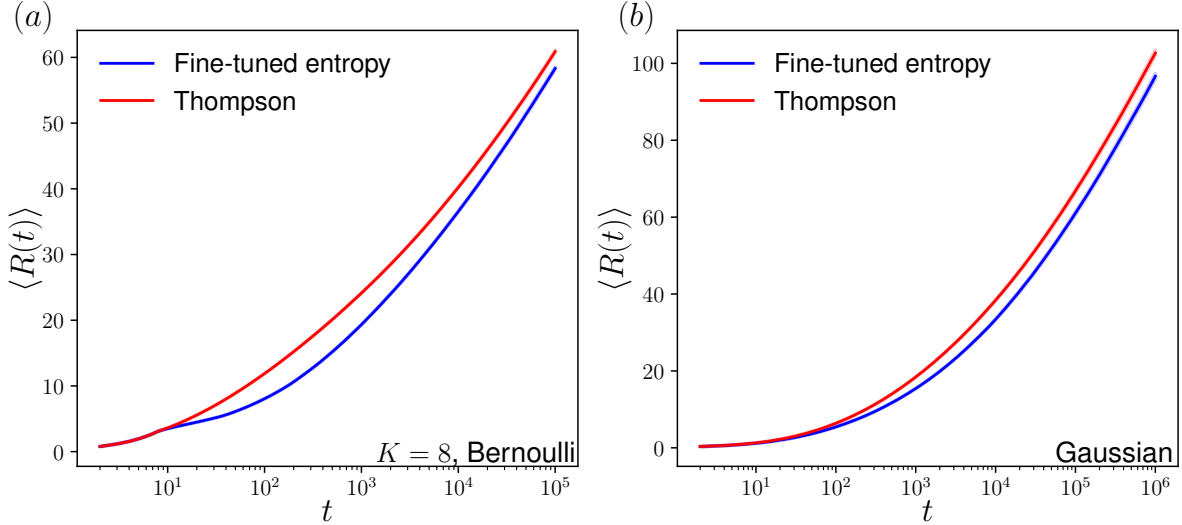 (a)
Fine-tuned entropy
Thompson
60
50
40
30
20
10
0
⟨R(t)⟩
K = 8, Bernoulli
10^1
10^2
10^3
10^4
10^5
t
(b)
Fine-tuned entropy
Thompson
100
80
60
40
20
0
⟨R(t)⟩
Gaussian
10^1
10^2
10^3
10^4
10^5
10^6
t